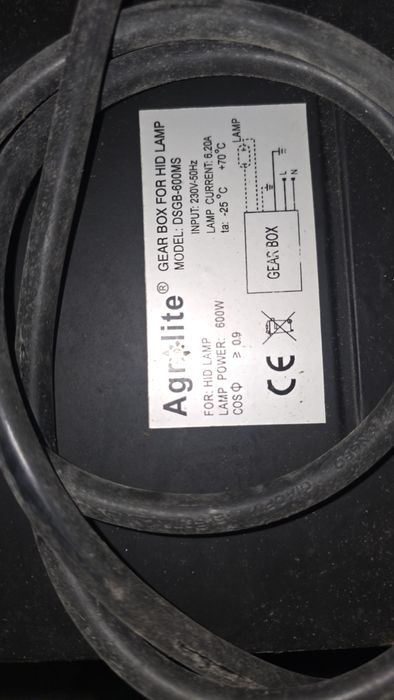 Agrolite®
GEAR BOX FOR HID LAMP
MODEL: DSGB-600MS
INPUT: 230V-50Hz
LAMP CURRENT: 6.20A
ta: -25°C +70°C
FOR: HID LAMP
LAMP POWER: 600W
COS Φ ≥ 0.9
LAMP
L
N
GEAR BOX
CE